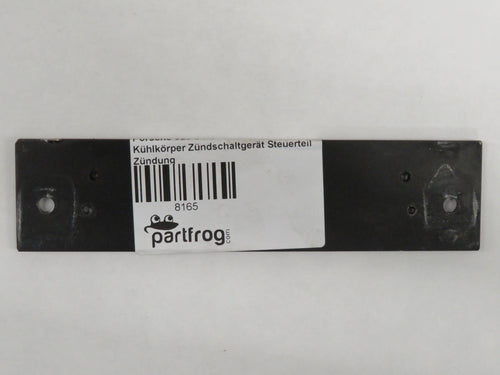 Kühlkörper Zündschaltgerät Steuerteil
Zündung
8165
partfrog.com